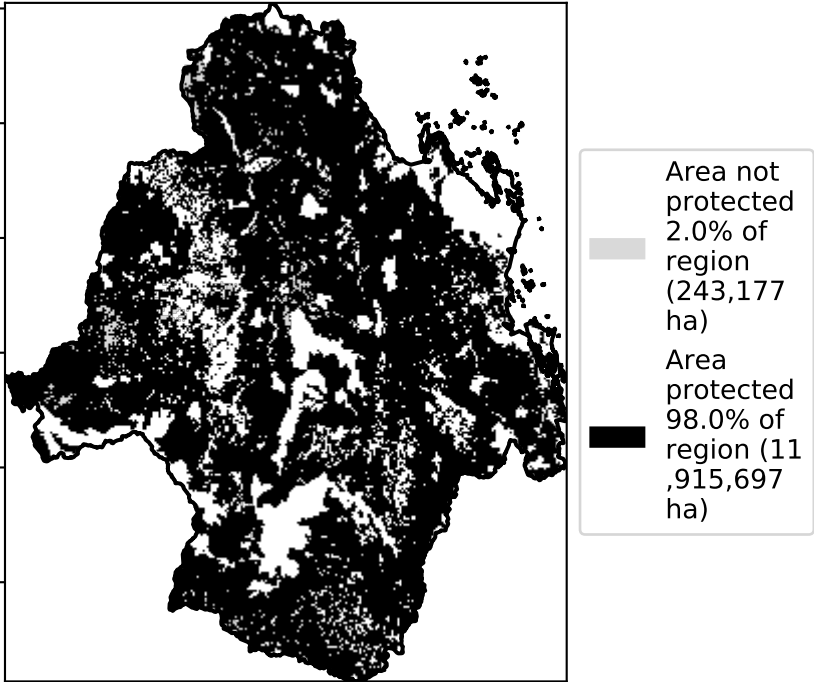 Area not
protected
2.0% of
region
(243,177
ha)
Area
protected
98.0% of
region (11
,915,697
ha)